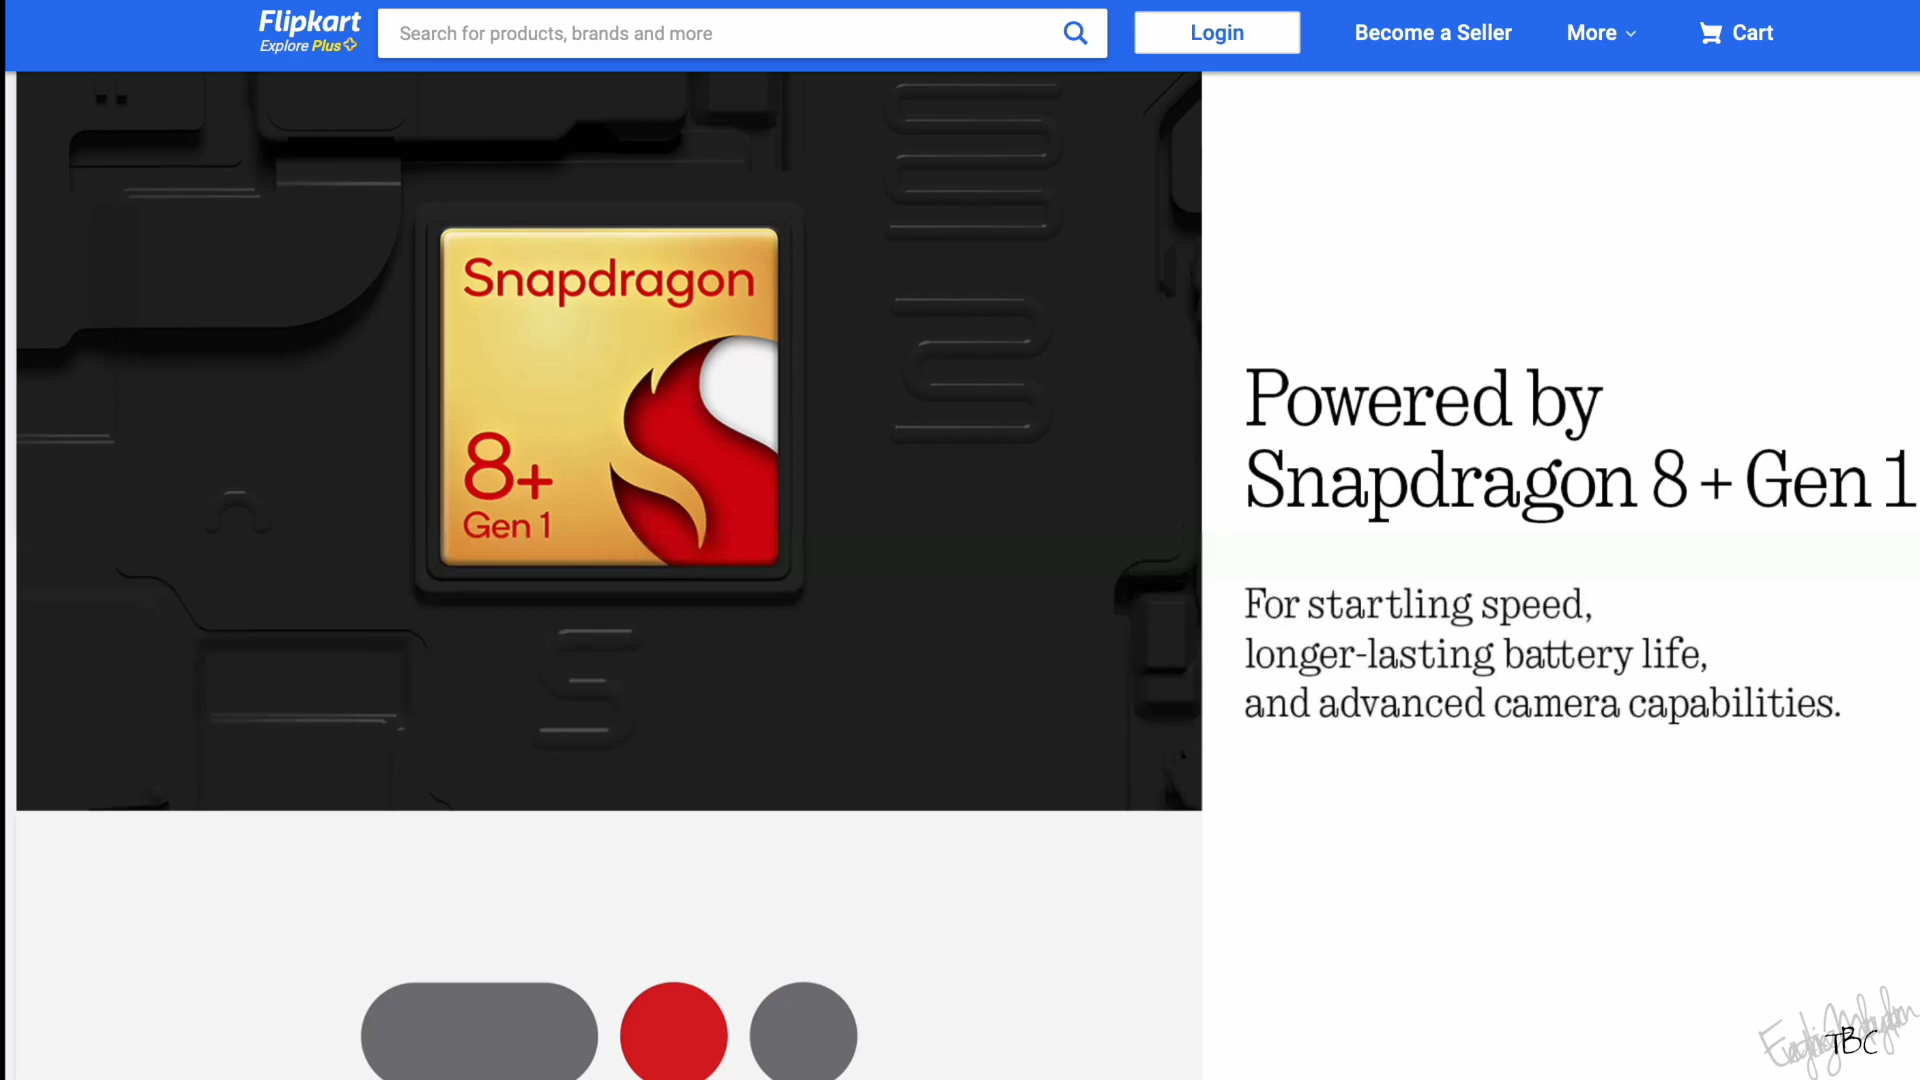 Flipkart
Explore Plus
Search for products, brands and more
Login
Become a Seller
More
Cart
Snapdragon
8+
Gen 1
Powered by
Snapdragon 8 + Gen 1
For startling speed,
longer-lasting battery life,
and advanced camera capabilities.
TBC